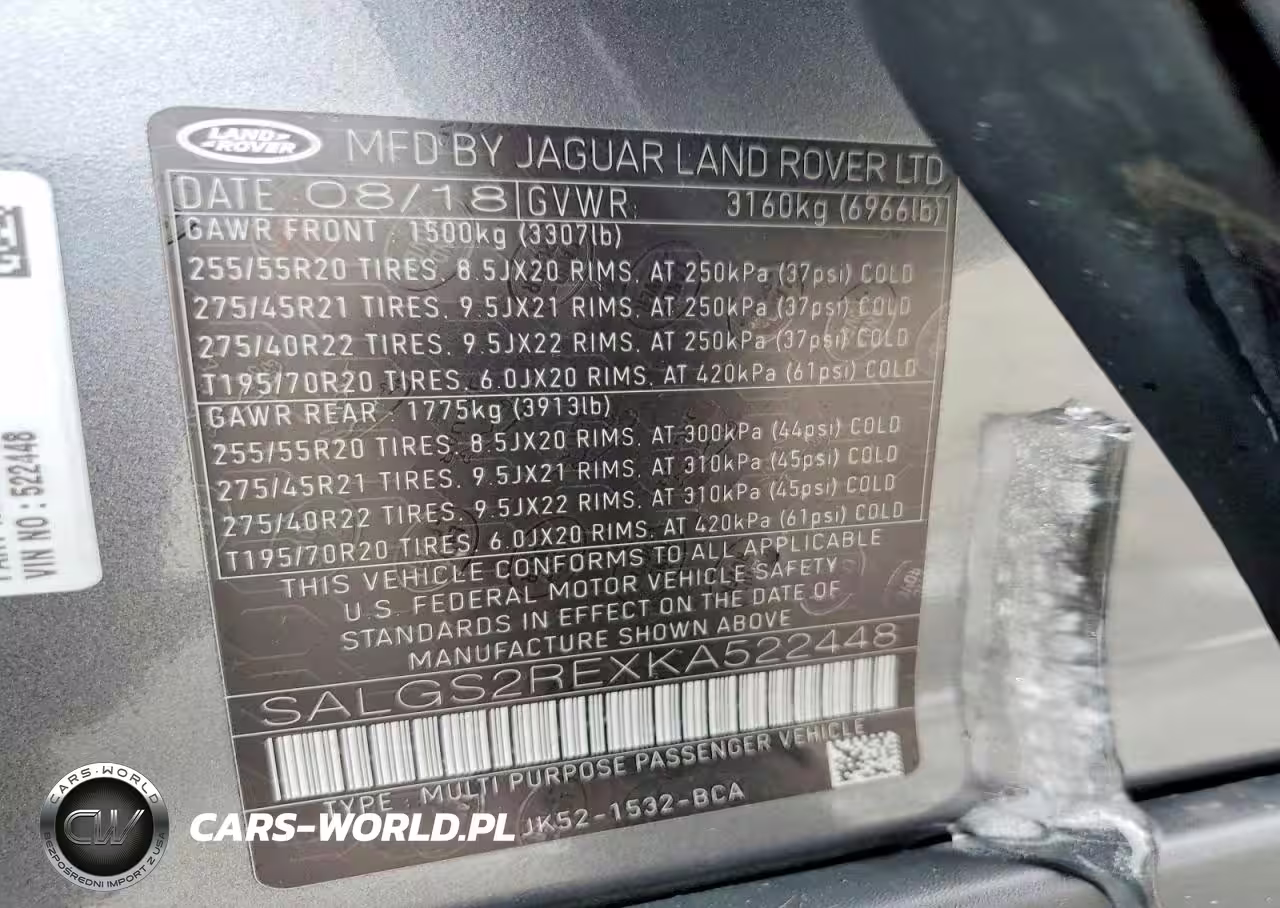 LAND ROVER MFD BY JAGUAR LAND ROVER LTD
DATE : 08/18 GVWR: 3160kg (6966lb)
GAWR FRONT : 1500kg (3307lb)
255/55R20 TIRES, 8.5JX20 RIMS, AT 250kPa (37psi) COLD
275/45R21 TIRES, 9.5JX21 RIMS, AT 250kPa (37psi) COLD
275/40R22 TIRES, 9.5JX22 RIMS, AT 250kPa (37psi) COLD
T195/70R20 TIRES, 6.0JX20 RIMS, AT 420kPa (61psi) COLD
GAWR REAR : 1775kg (3913lb)
255/55R20 TIRES, 8.5JX20 RIMS, AT 300kPa (44psi) COLD
275/45R21 TIRES, 9.5JX21 RIMS, AT 310kPa (45psi) COLD
275/40R22 TIRES, 9.5JX22 RIMS, AT 310kPa (45psi) COLD
T195/70R20 TIRES, 6.0JX20 RIMS, AT 420kPa (61psi) COLD
THIS VEHICLE CONFORMS TO ALL APPLICABLE
U.S. FEDERAL MOTOR VEHICLE SAFETY
STANDARDS IN EFFECT ON THE DATE OF
MANUFACTURE SHOWN ABOVE
SALGS2REXKA522448
TYPE : MULTI PURPOSE PASSENGER VEHICLE
JK52-1532-BCA
VIN NO : 522448
CARS-WORLD
CW
BEZPOŚREDNI IMPORT Z USA
CARS-WORLD.PL